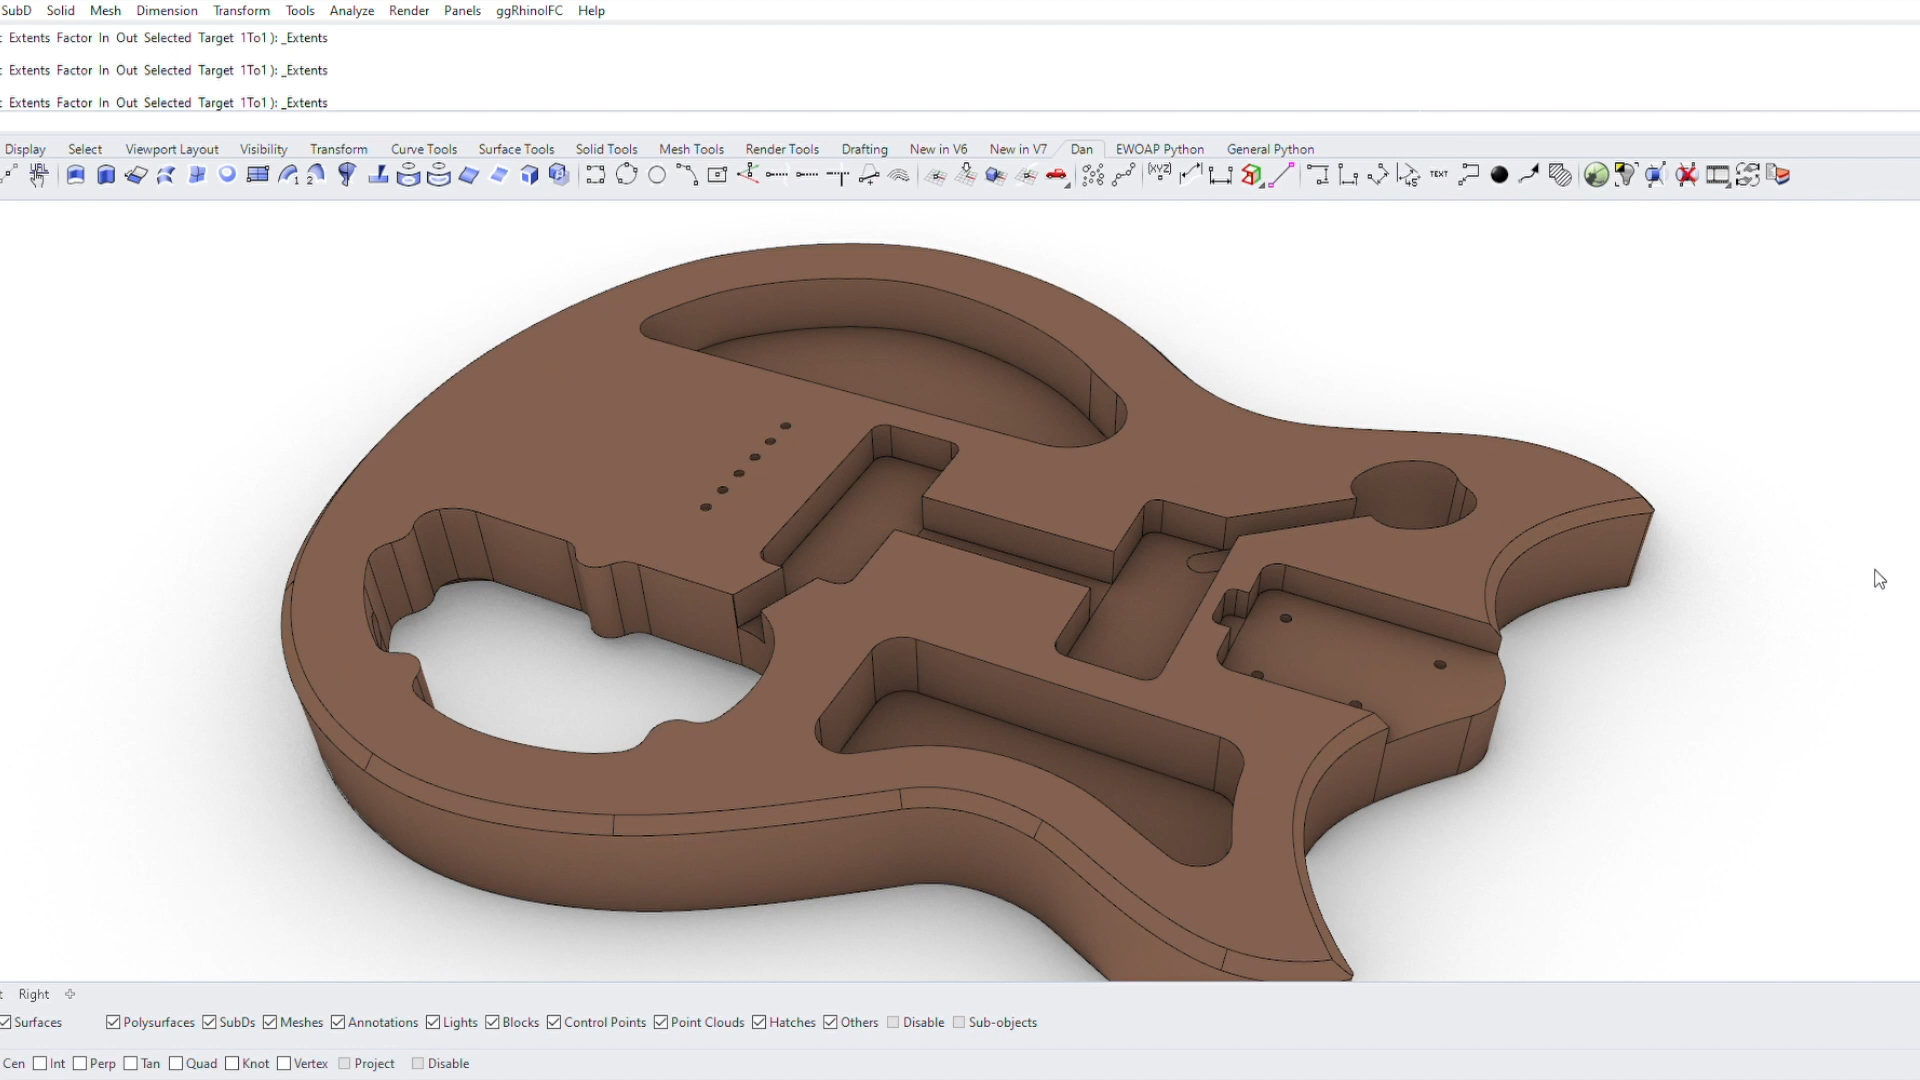 SubD Solid Mesh Dimension Transform Tools Analyze Render Panels ggRhinoIFC Help
: Extents Factor In Out Selected Target 1To1 ): _Extents
: Extents Factor In Out Selected Target 1To1 ): _Extents
: Extents Factor In Out Selected Target 1To1 ): _Extents
Display Select Viewport Layout Visibility Transform Curve Tools Surface Tools Solid Tools Mesh Tools Render Tools Drafting New in V6 New in V7 Dan EWOAP Python General Python
URL 1 2 [XYZ] TEXT
t Right
Surfaces Polysurfaces SubDs Meshes Annotations Lights Blocks Control Points Point Clouds Hatches Others Disable Sub-objects
Cen Int Perp Tan Quad Knot Vertex Project Disable